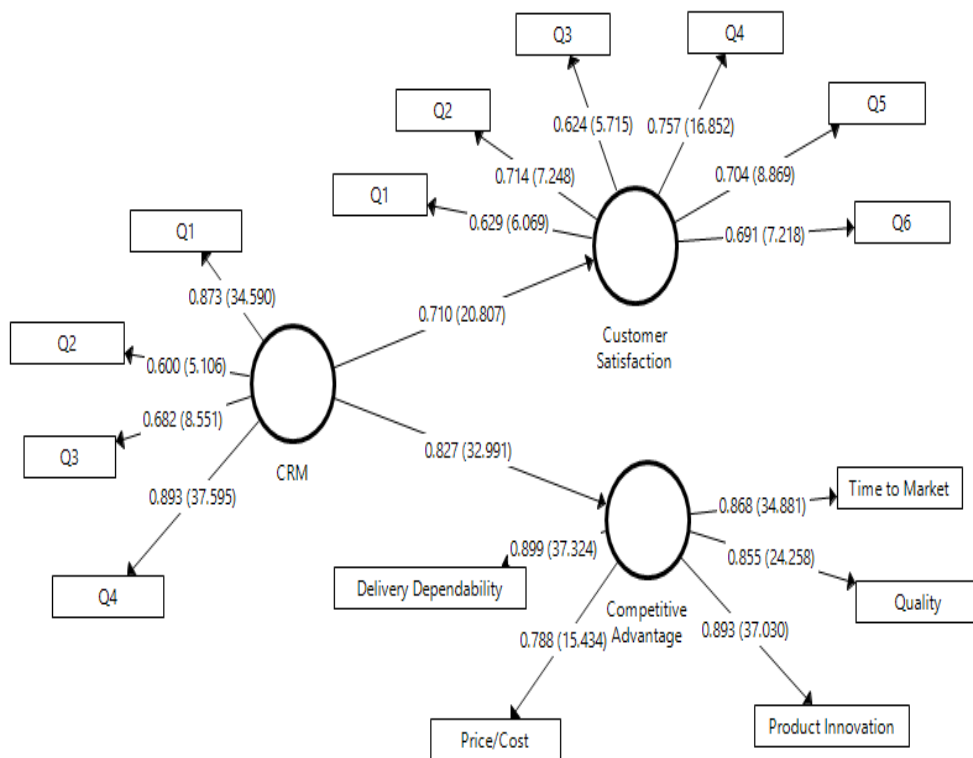 Q3
Q4
Q2
Q5
Q1
Q6
0.624 (5.715)
0.757 (16.852)
0.714 (7.248)
0.704 (8.869)
0.629 (6.069)
0.691 (7.218)
Customer
Satisfaction
Q1
Q2
Q3
Q4
0.873 (34.590)
0.600 (5.106)
0.682 (8.551)
0.893 (37.595)
CRM
0.710 (20.807)
0.827 (32.991)
Competitive
Advantage
0.868 (34.881)
Time to Market
0.855 (24.258)
Quality
0.899 (37.324)
Delivery Dependability
0.788 (15.434)
Price/Cost
0.893 (37.030)
Product Innovation